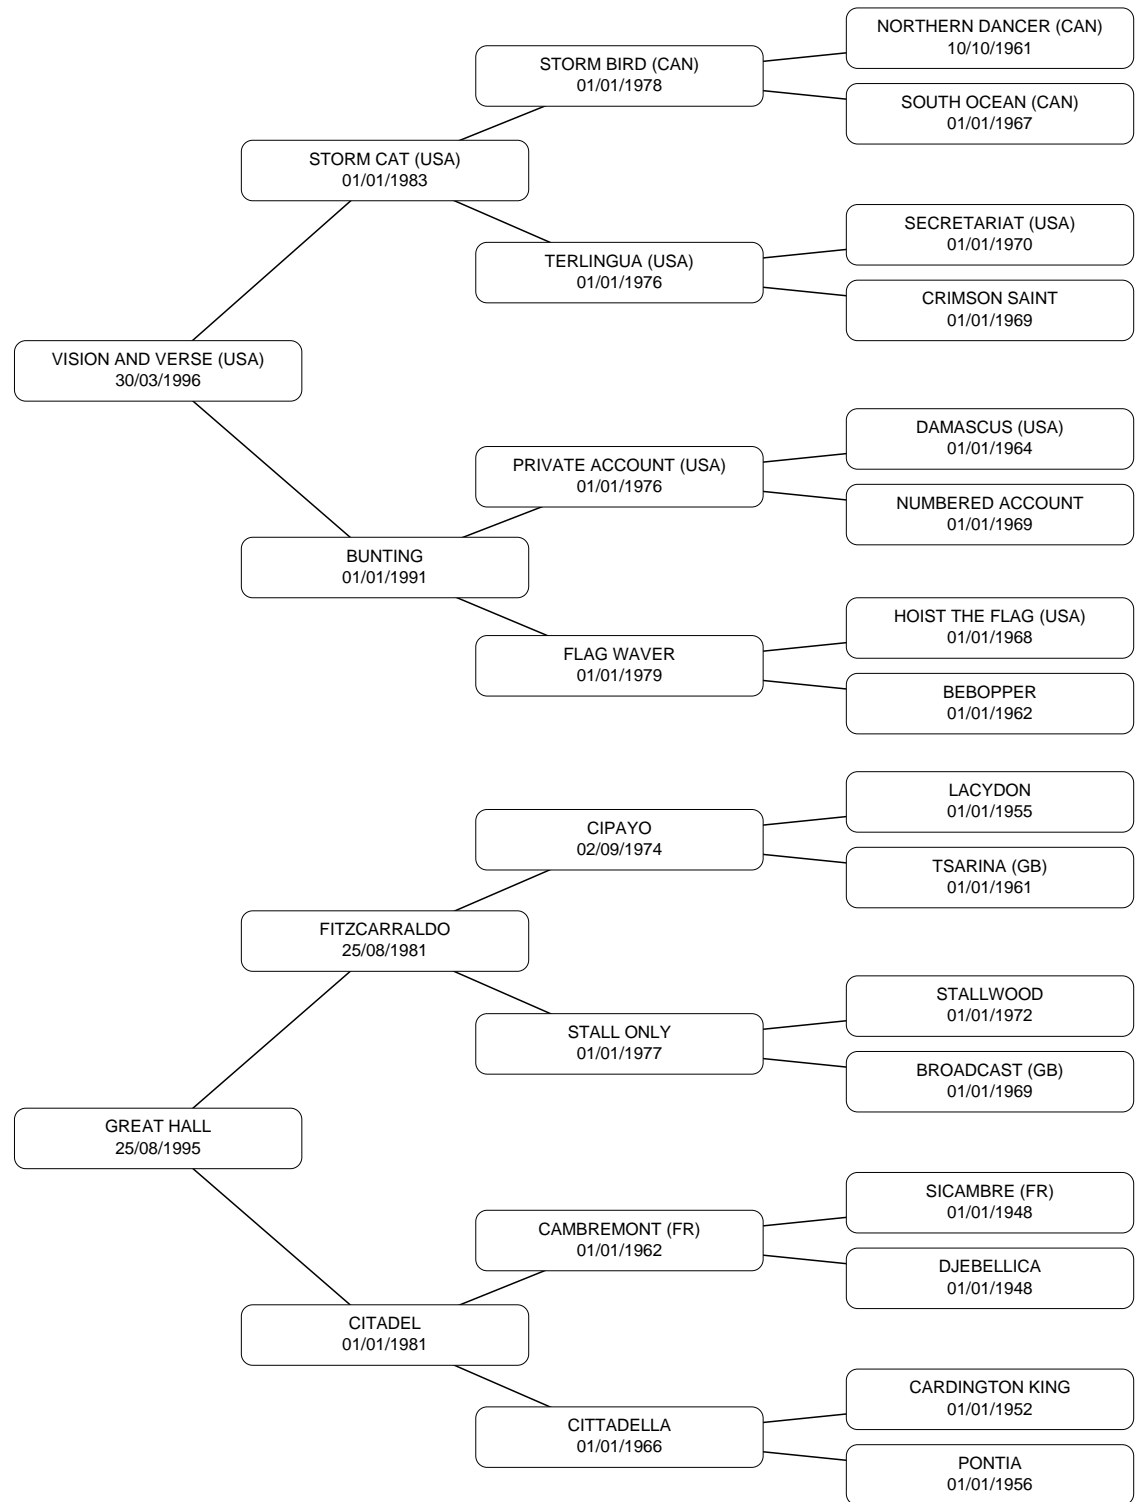 NORTHERN DANCER (CAN)
10/10/1961
STORM BIRD (CAN)
01/01/1978
SOUTH OCEAN (CAN)
01/01/1967
STORM CAT (USA)
01/01/1983
SECRETARIAT (USA)
01/01/1970
TERLINGUA (USA)
01/01/1976
CRIMSON SAINT
01/01/1969
VISION AND VERSE (USA)
30/03/1996
DAMASCUS (USA)
01/01/1964
PRIVATE ACCOUNT (USA)
01/01/1976
NUMBERED ACCOUNT
01/01/1969
BUNTING
01/01/1991
HOIST THE FLAG (USA)
01/01/1968
FLAG WAVER
01/01/1979
BEBOPPER
01/01/1962
LACYDON
01/01/1955
CIPAYO
02/09/1974
TSARINA (GB)
01/01/1961
FITZCARRALDO
25/08/1981
STALLWOOD
01/01/1972
STALL ONLY
01/01/1977
BROADCAST (GB)
01/01/1969
GREAT HALL
25/08/1995
SICAMBRE (FR)
01/01/1948
CAMBREMONT (FR)
01/01/1962
DJEBELLICA
01/01/1948
CITADEL
01/01/1981
CARDINGTON KING
01/01/1952
CITTADELLA
01/01/1966
PONTIA
01/01/1956